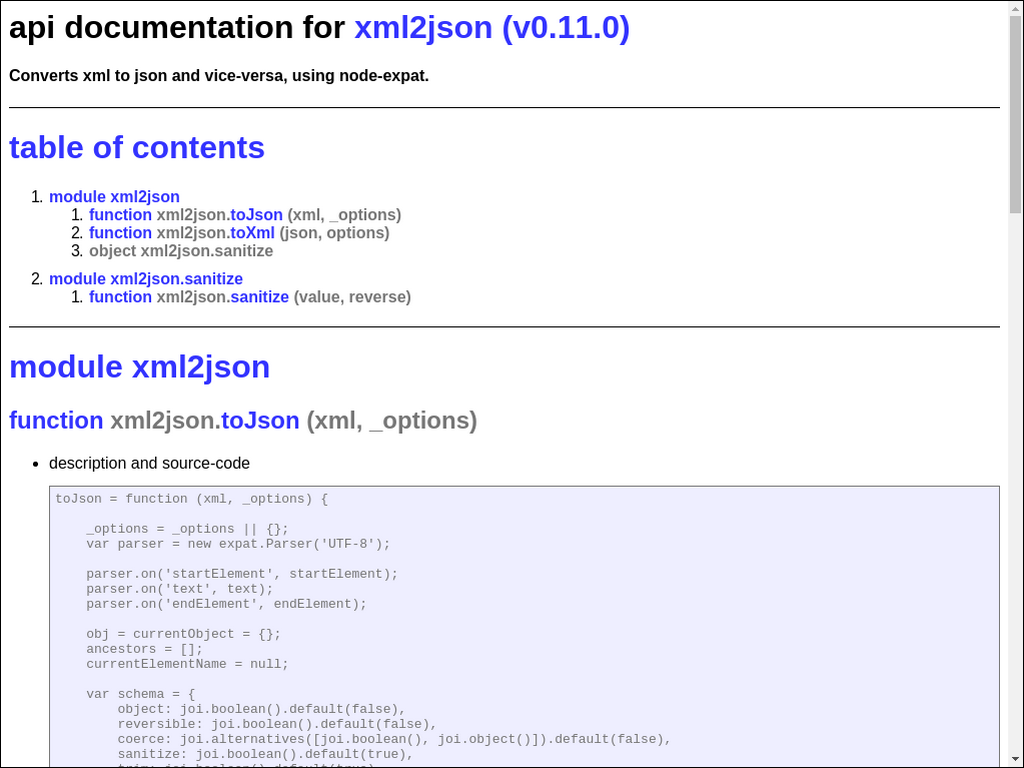 api documentation for xml2json (v0.11.0)
Converts xml to json and vice-versa, using node-expat.
table of contents
1. module xml2json
1. function xml2json.toJson (xml, _options)
2. function xml2json.toXml (json, options)
3. object xml2json.sanitize
2. module xml2json.sanitize
1. function xml2json.sanitize (value, reverse)
module xml2json
function xml2json.toJson (xml, _options)
• description and source-code
toJson = function (xml, _options) {
    _options = _options || {};
    var parser = new expat.Parser('UTF-8');
    parser.on('startElement', startElement);
    parser.on('text', text);
    parser.on('endElement', endElement);
    obj = currentObject = {};
    ancestors = [];
    currentElementName = null;
    var schema = {
        object: joi.boolean().default(false),
        reversible: joi.boolean().default(false),
        coerce: joi.alternatives([joi.boolean(), joi.object()]).default(false),
        sanitize: joi.boolean().default(true),
        trim: joi.boolean().default(true)